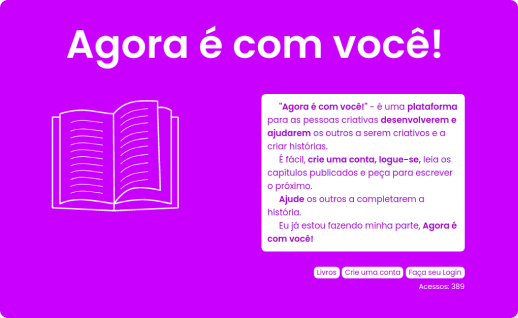 Agora é com você!
"Agora é com você!" - é uma plataforma
para as pessoas criativas desenvolverem e
ajudarem os outros a serem criativos e a
criar histórias.
É fácil, crie uma conta, logue-se, leia os
capítulos publicados e peça para escrever
o próximo.
Ajude os outros a completarem a
história.
Eu já estou fazendo minha parte, Agora é
com você!
Livros Crie uma conta Faça seu Login
Acessos: 389